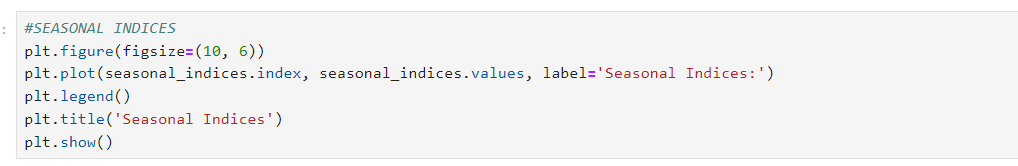 #SEASONAL INDICES
plt.figure(figsize=(10, 6))
plt.plot(seasonal_indices.index, seasonal_indices.values, label='Seasonal Indices:')
plt.legend()
plt.title('Seasonal Indices')
plt.show()